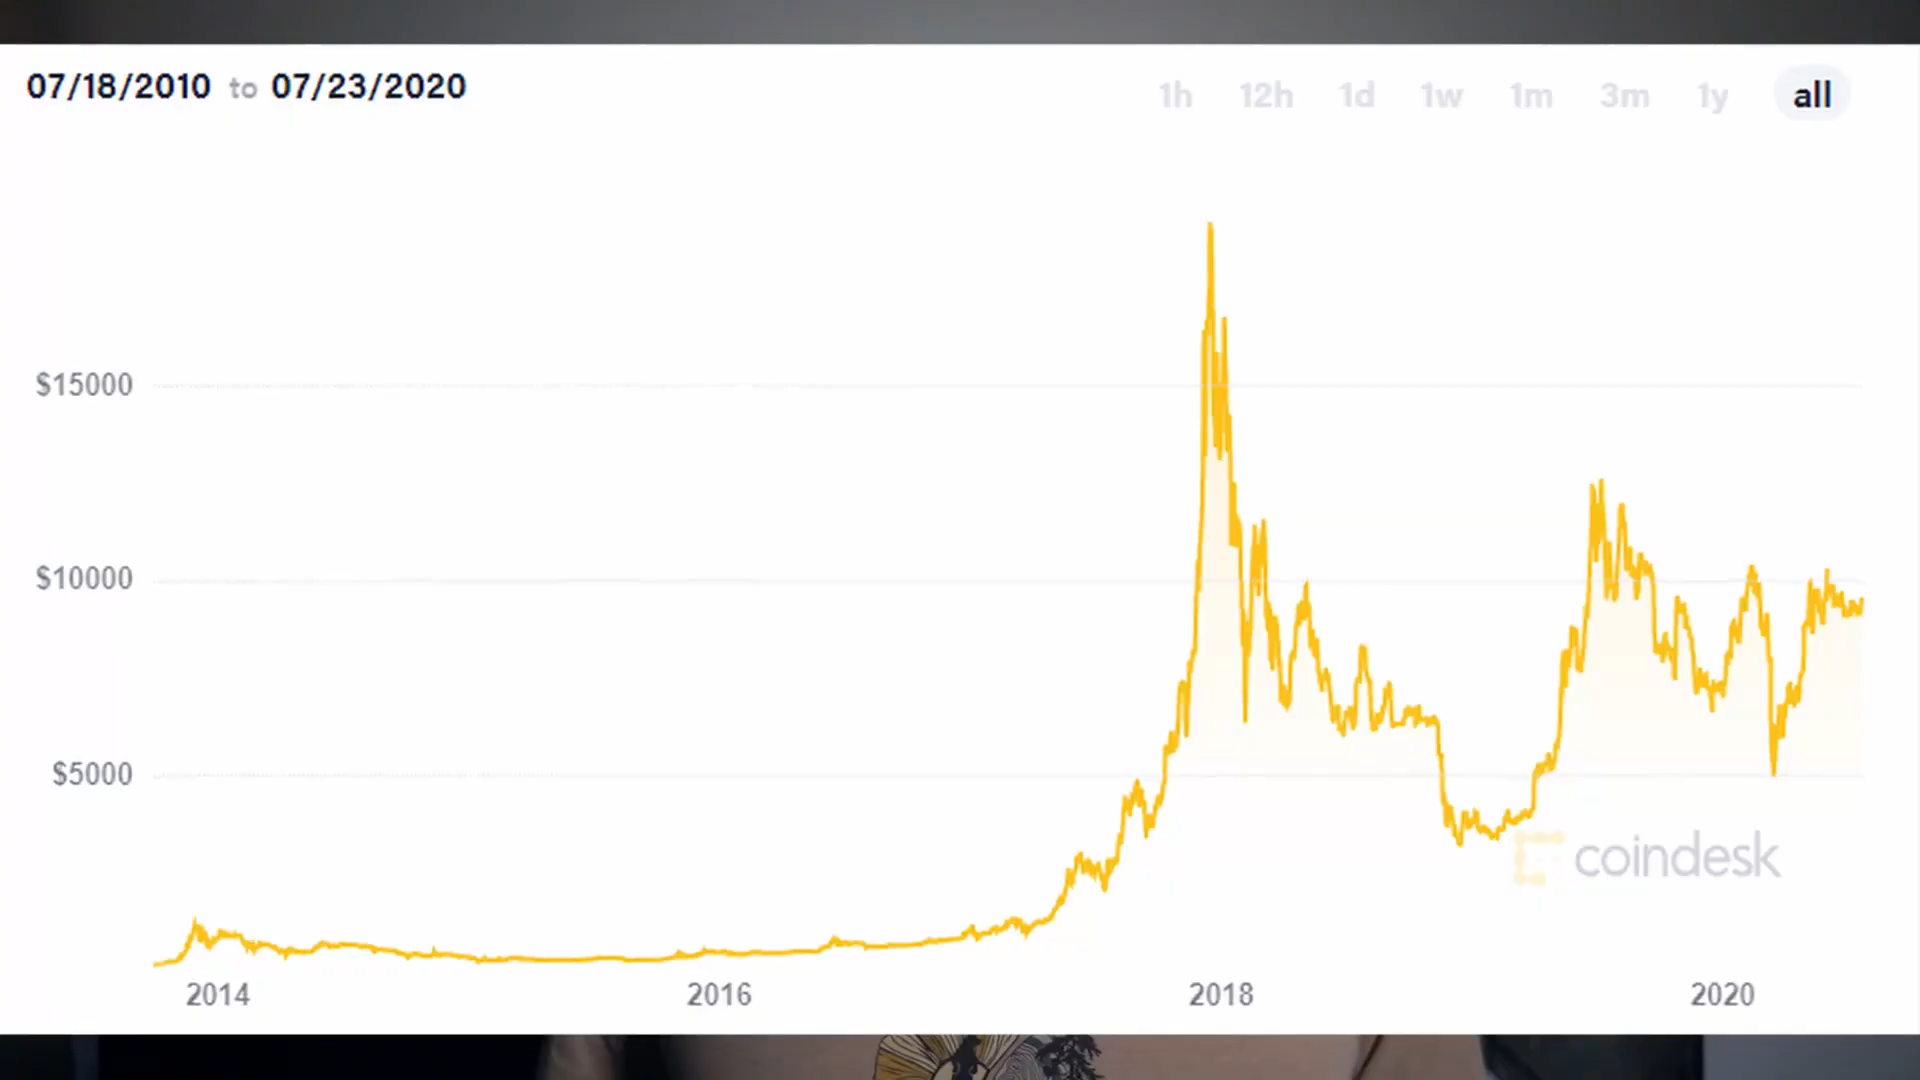 07/18/2010 to 07/23/2020
1h 12h 1d 1w 1m 3m 1y all
$15000
$10000
$5000
coindesk
2014 2016 2018 2020